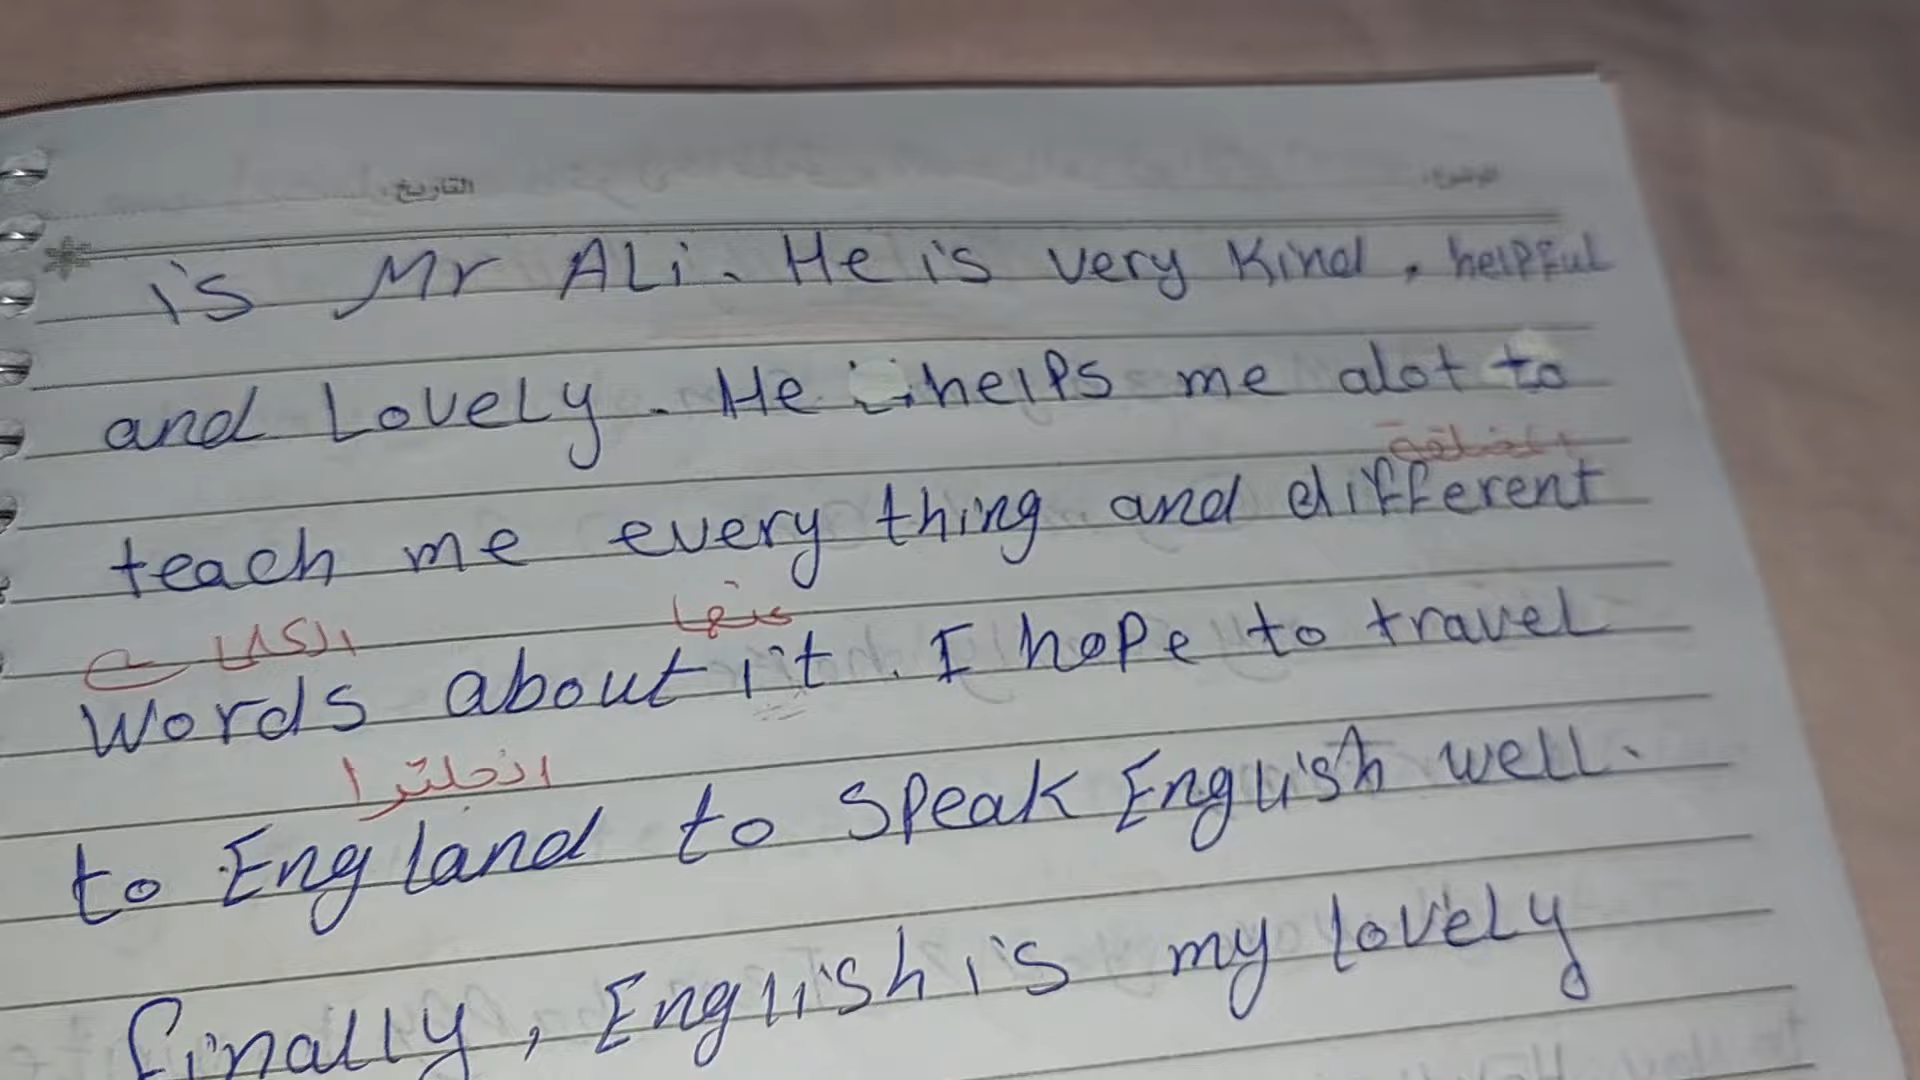 التاريخ:
is Mr ALi. He is very Kind, helpful
and Lovely. He helps me alot to
المختلفة
teach me every thing and different
عنها
words about it. I hope to travel
انجلترا
to England to speak English well.
finally, English is my lovely